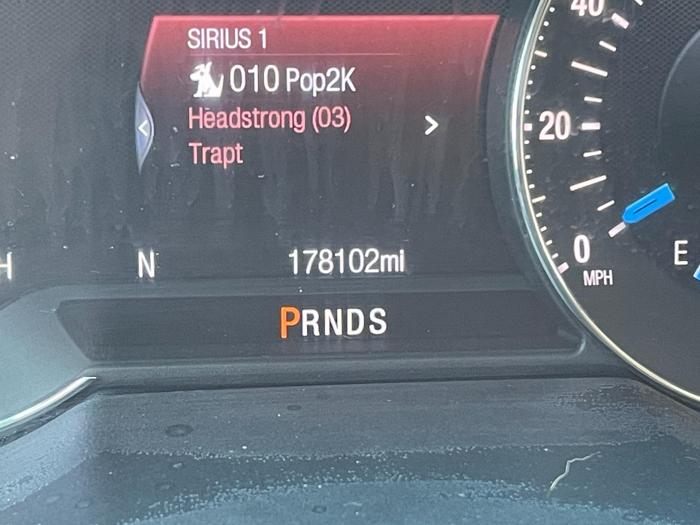 SIRIUS 1
010 Pop2K
Headstrong (03)
Trapt
40
20
0
MPH
E
H
N
178102mi
PRNDS